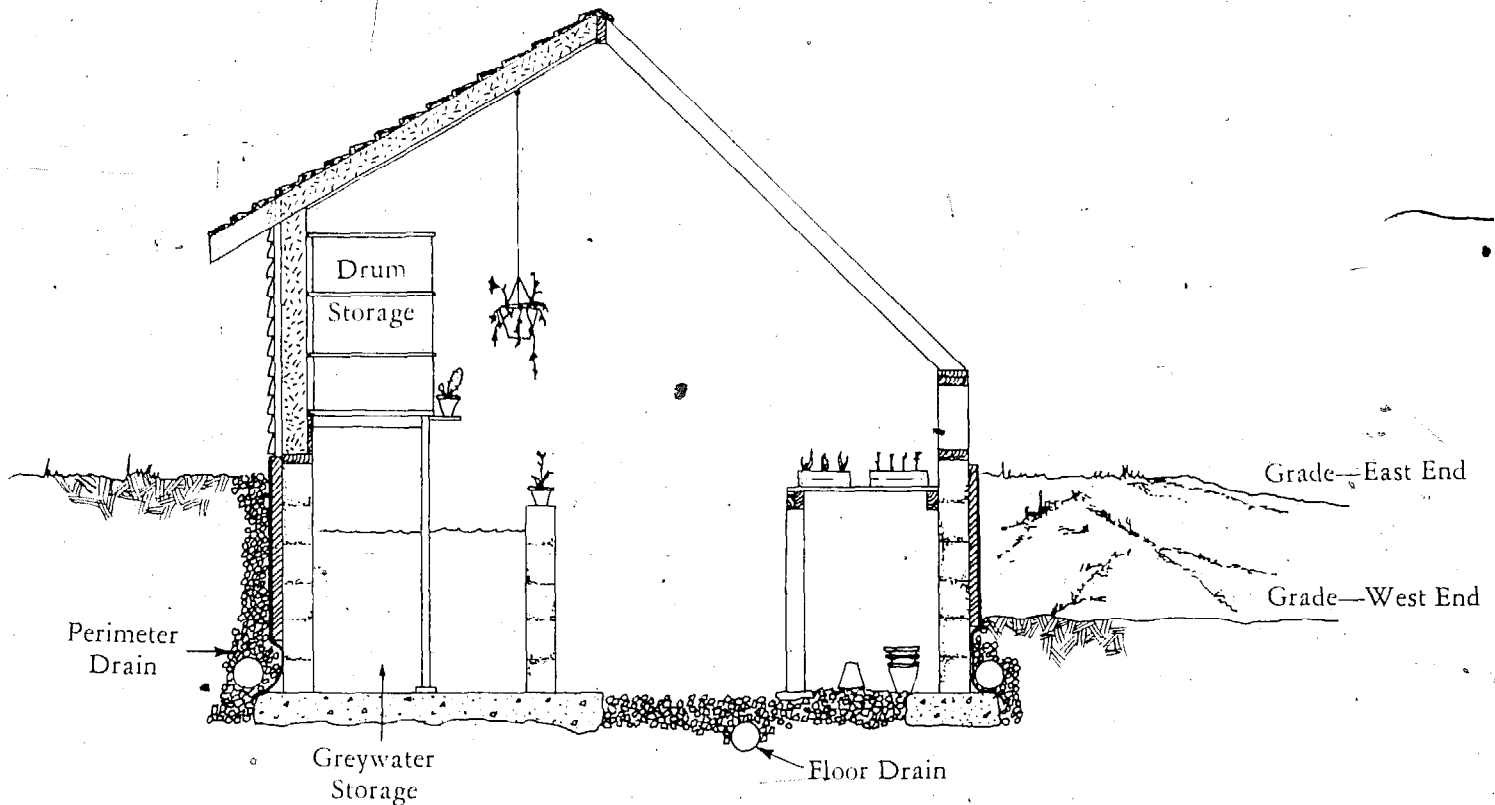 Drum
Storage
Grade—East End
Grade—West End
Perimeter
Drain
Greywater
Storage
Floor Drain